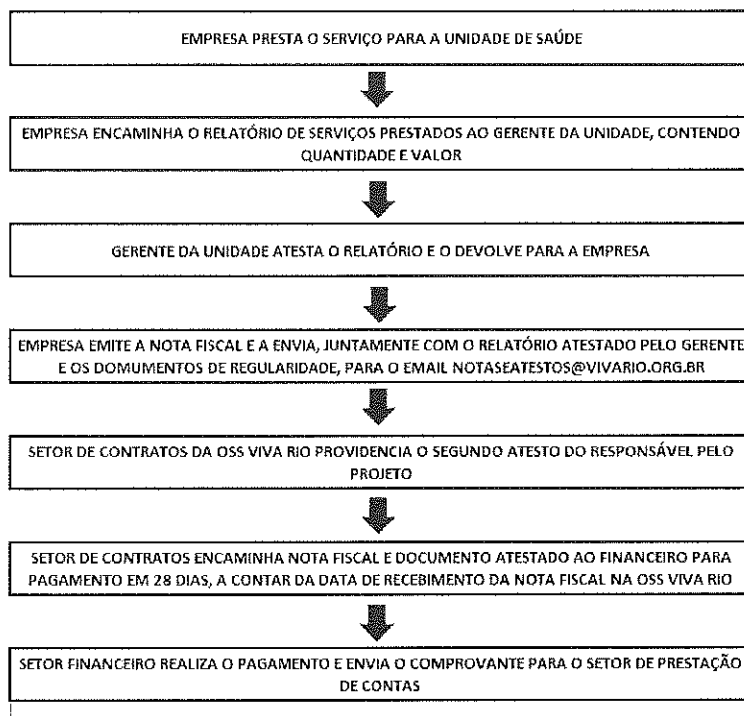 EMPRESA PRESTA O SERVIÇO PARA A UNIDADE DE SAÚDE
EMPRESA ENCAMINHA O RELATÓRIO DE SERVIÇOS PRESTADOS AO GERENTE DA UNIDADE, CONTENDO
QUANTIDADE E VALOR
GERENTE DA UNIDADE ATESTA O RELATÓRIO E O DEVOLVE PARA A EMPRESA
EMPRESA EMITE A NOTA FISCAL E A ENVIA, JUNTAMENTE COM O RELATÓRIO ATESTADO PELO GERENTE
E OS DOMUMENTOS DE REGULARIDADE, PARA O EMAIL NOTASEATESTOS@VIVARIO.ORG.BR
SETOR DE CONTRATOS DA OSS VIVA RIO PROVIDENCIA O SEGUNDO ATESTO DO RESPONSÁVEL PELO
PROJETO
SETOR DE CONTRATOS ENCAMINHA NOTA FISCAL E DOCUMENTO ATESTADO AO FINANCEIRO PARA
PAGAMENTO EM 28 DIAS, A CONTAR DA DATA DE RECEBIMENTO DA NOTA FISCAL NA OSS VIVA RIO
SETOR FINANCEIRO REALIZA O PAGAMENTO E ENVIA O COMPROVANTE PARA O SETOR DE PRESTAÇÃO
DE CONTAS